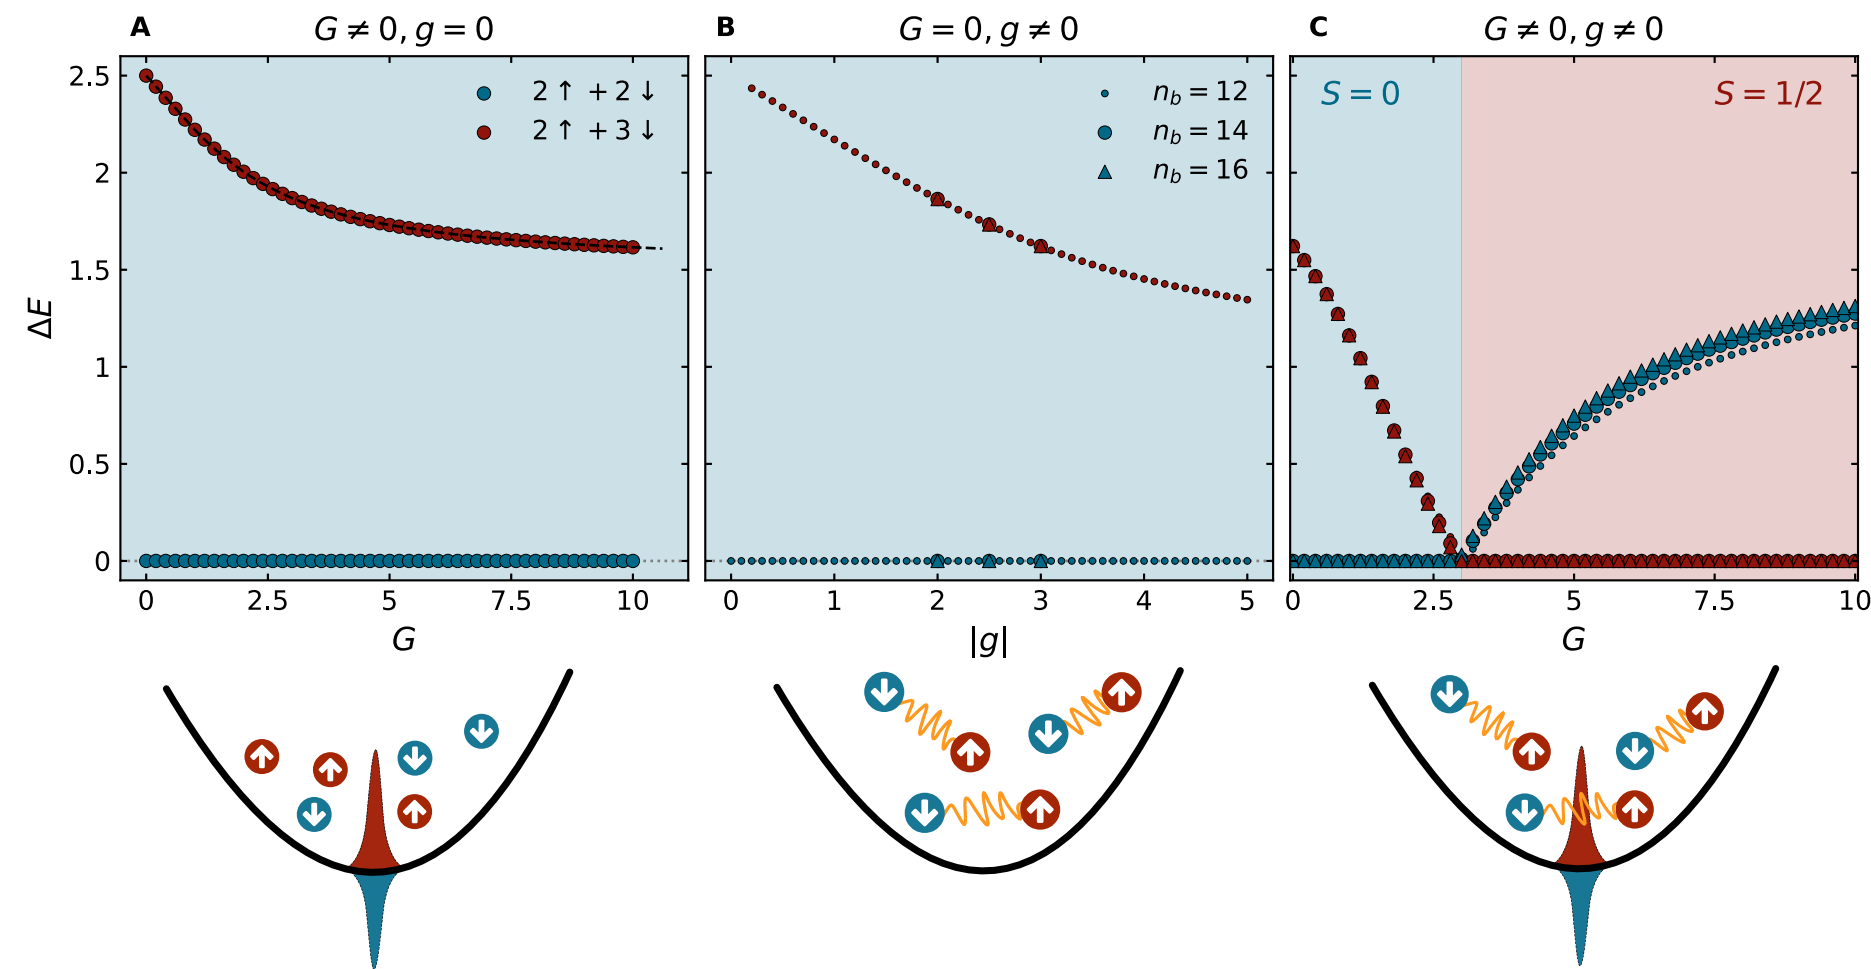 A
G ≠ 0, g = 0
B
G = 0, g ≠ 0
C
G ≠ 0, g ≠ 0
2.5
2
1.5
1
0.5
0
ΔE
2 ↑ + 2 ↓
2 ↑ + 3 ↓
n_b = 12
n_b = 14
n_b = 16
S = 0
S = 1/2
0 2.5 5 7.5 10
0 1 2 3 4 5
0 2.5 5 7.5 10
G
|g|
G